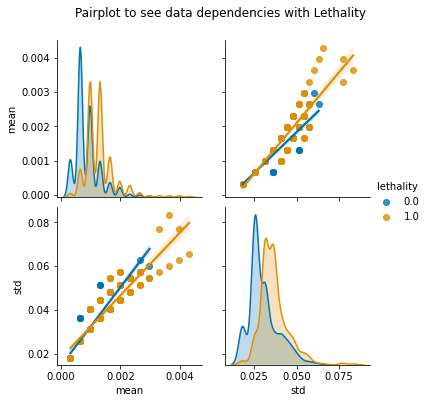 Pairplot to see data dependencies with Lethality
0.004
0.003
0.002
0.001
0.000
mean
lethality
0.0
1.0
0.08
0.06
0.04
0.02
std
0.000 0.002 0.004
mean
0.025 0.050 0.075
std